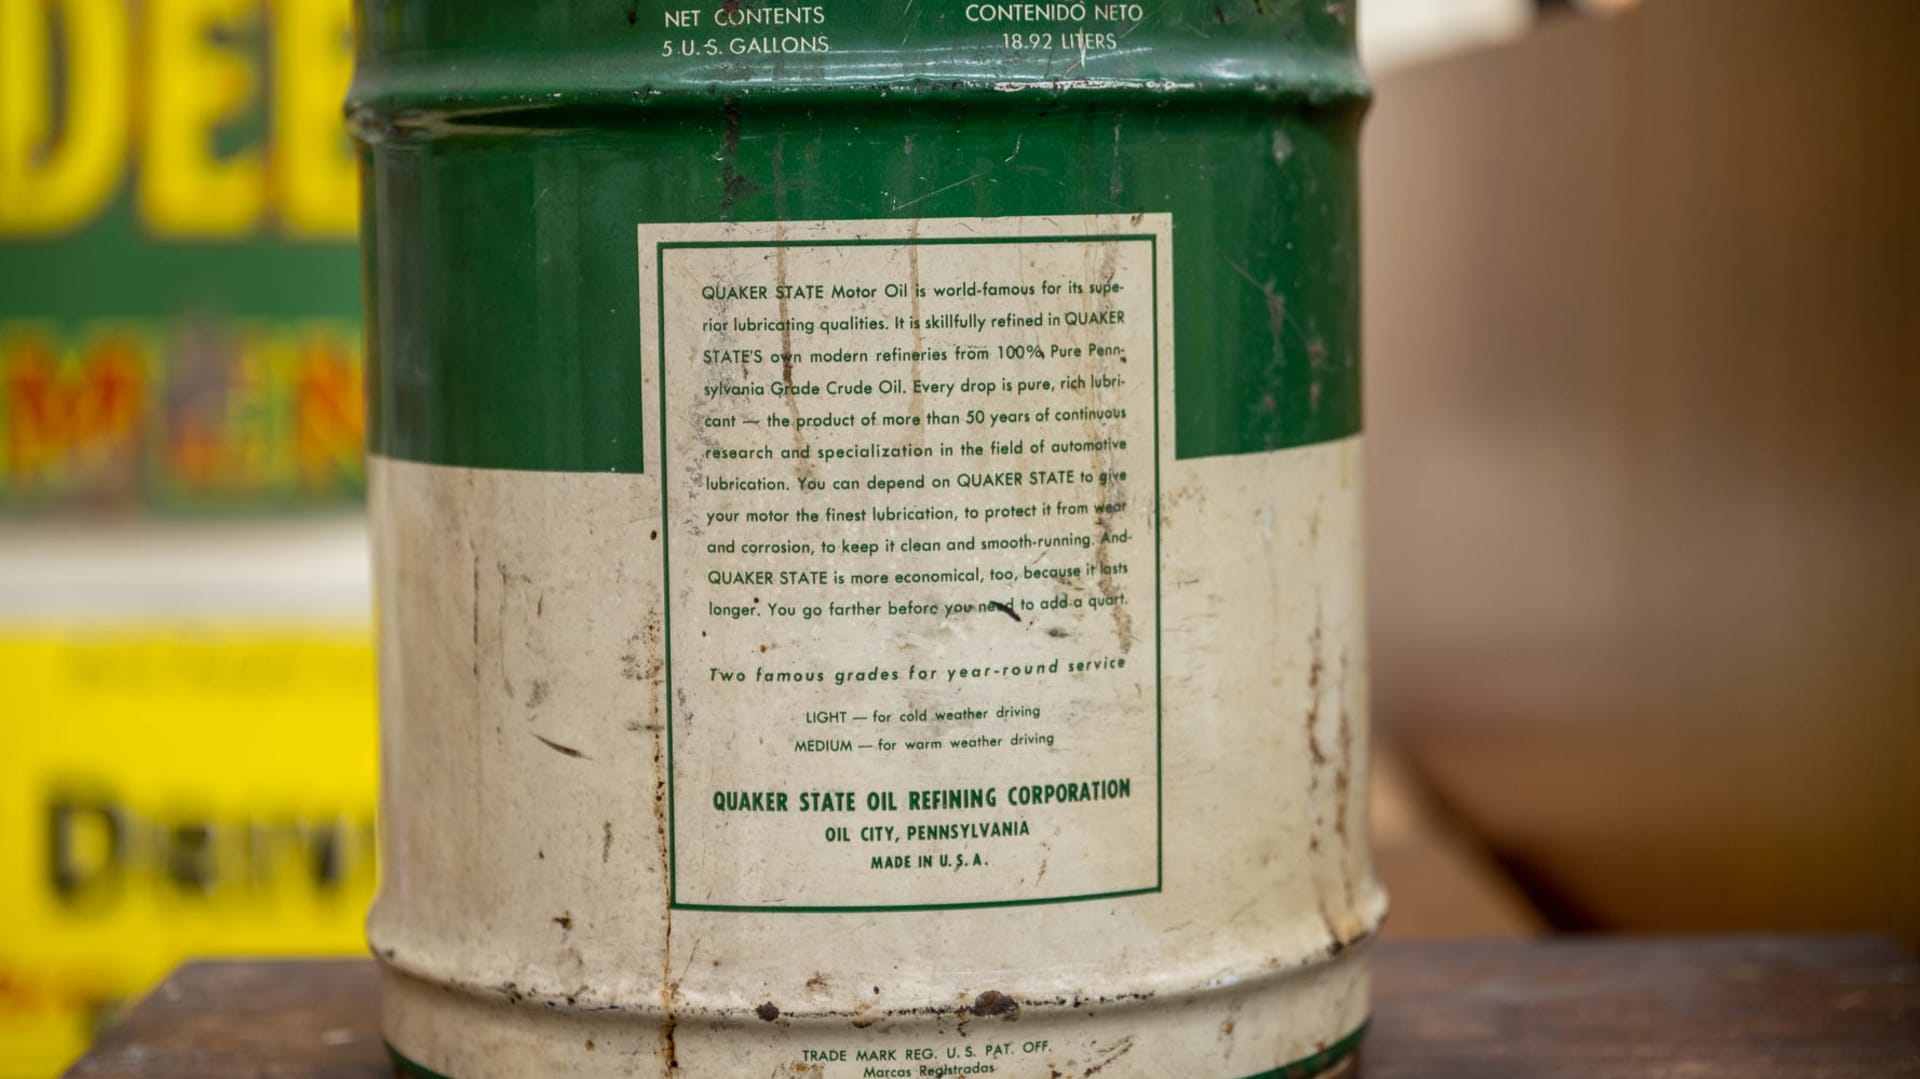 NET CONTENTS
5 U.S. GALLONS
CONTENIDO NETO
18.92 LITERS
QUAKER STATE Motor Oil is world-famous for its supe-
rior lubricating qualities. It is skillfully refined in QUAKER
STATE'S own modern refineries from 100% Pure Penn-
sylvania Grade Crude Oil. Every drop is pure, rich lubri-
cant — the product of more than 50 years of continuous
research and specialization in the field of automotive
lubrication. You can depend on QUAKER STATE to give
your motor the finest lubrication, to protect it from wear
and corrosion, to keep it clean and smooth-running. And
QUAKER STATE is more economical, too, because it lasts
longer. You go farther before you need to add a quart.
Two famous grades for year-round service
LIGHT — for cold weather driving
MEDIUM — for warm weather driving
QUAKER STATE OIL REFINING CORPORATION
OIL CITY, PENNSYLVANIA
MADE IN U.S.A.
TRADE MARK REG. U.S. PAT. OFF.
Marcas Registradas
DEE